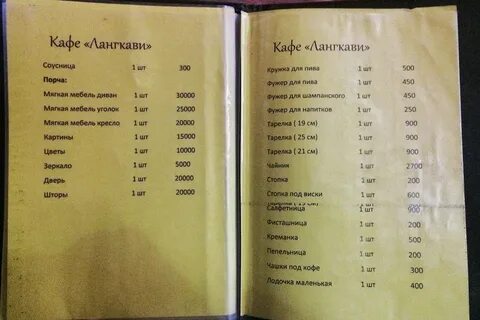 Кафе «Лангкави»
Соусница 1 шт 300
Порча:
Мягкая мебель диван 1 шт 30000
Мягкая мебель уголок 1 шт 25000
Мягкая мебель кресло 1 шт 20000
Картины 1 шт 15000
Цветы 1 шт 10000
Зеркало 1 шт 5000
Дверь 1 шт 20000
Шторы 1 шт 20000
Кафе «Лангкави»
Кружка для пива 1 шт 500
Фужер для пива 1 шт 450
Фужер для шампанского 1 шт 450
Фужер для напитков 1 шт 250
Тарелка ( 19 см) 1 шт 900
Тарелка ( 25 см) 1 шт 900
Тарелка ( 21 см) 1 шт 900
Чайник 1 шт 2700
Стопка 1 шт 200
Стопка под виски 1 шт 600
Салфетница 1 шт 900
Фисташница 1 шт 200
Креманка 1 шт 500
Пепельница 1 шт 200
Чашки под кофе 1 шт 300
Лодочка маленькая 1 шт 400